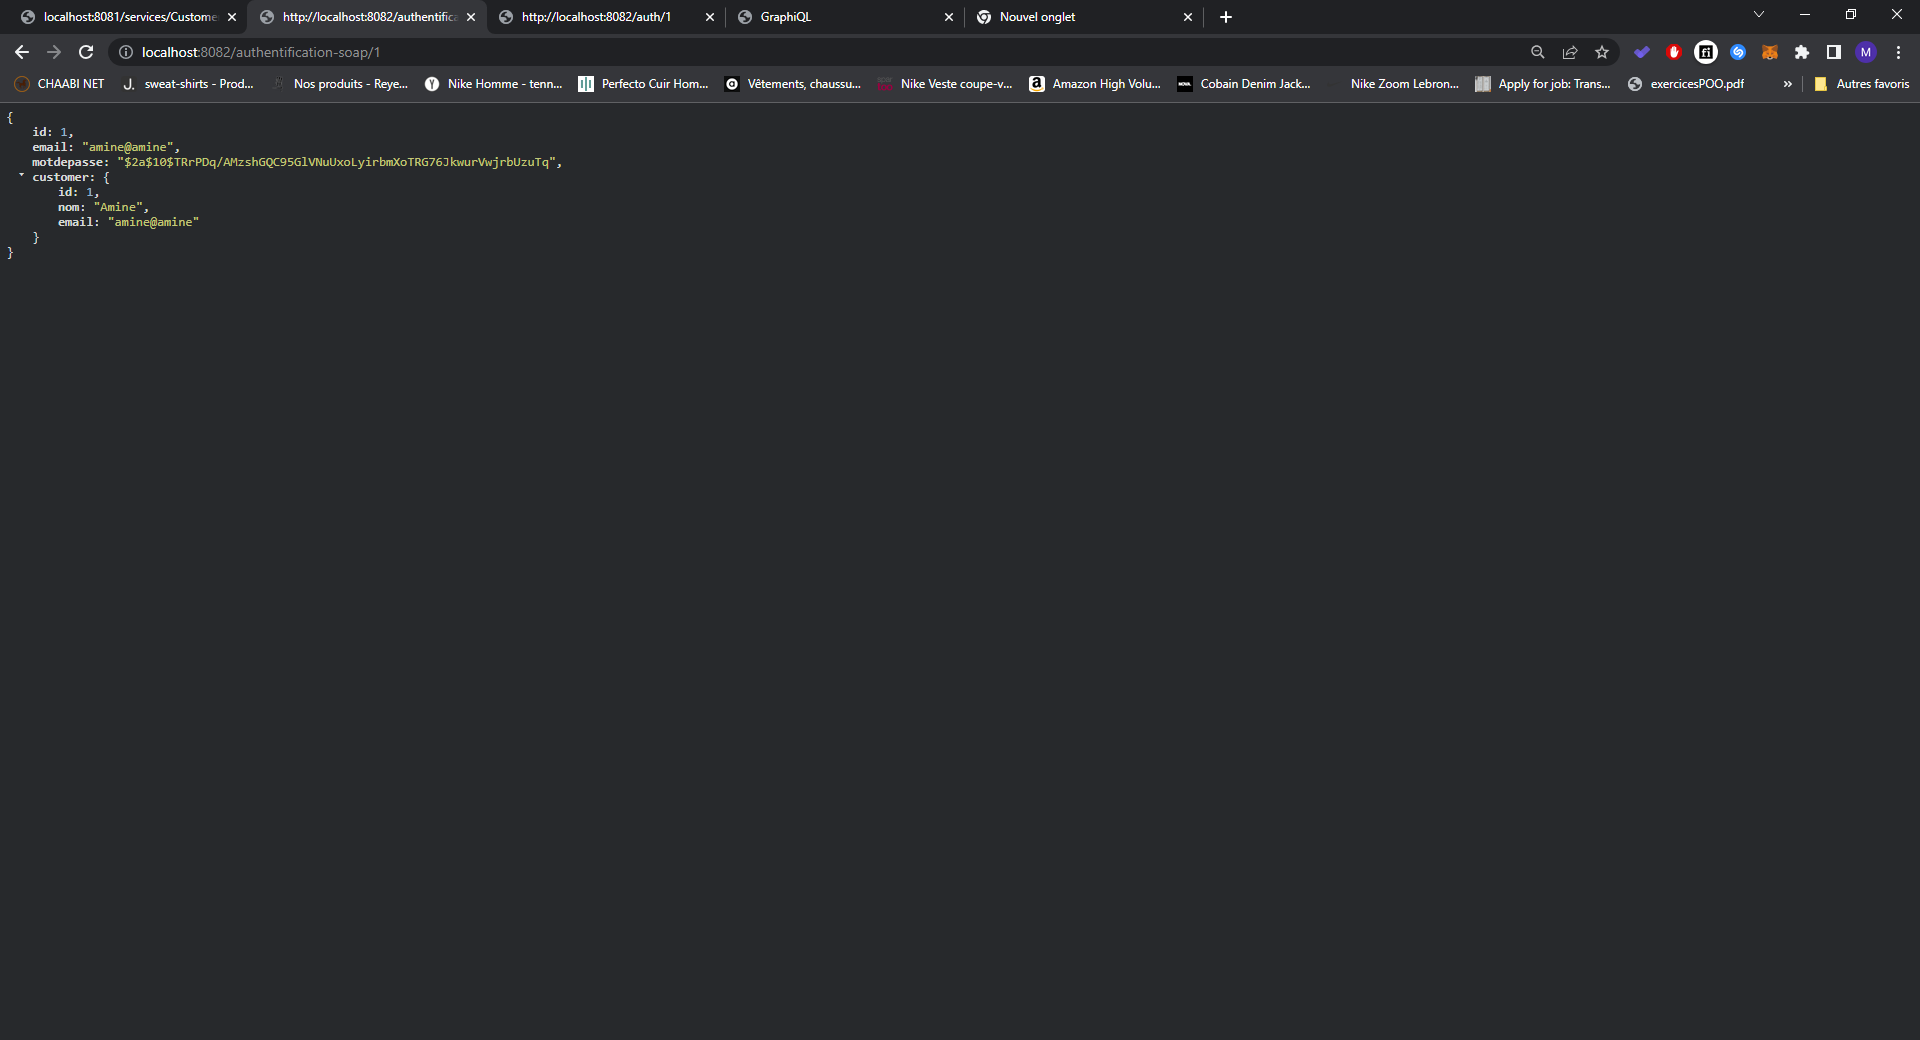 localhost:8081/services/Custome
http://localhost:8082/authentific
http://localhost:8082/auth/1
GraphiQL
Nouvel onglet
localhost:8082/authentification-soap/1
M
CHAABI NET
J. sweat-shirts - Prod...
Nos produits - Reye...
Y Nike Homme - tenn...
Perfecto Cuir Hom...
Vêtements, chaussu...
Nike Veste coupe-v...
a Amazon High Volu...
Cobain Denim Jack...
Nike Zoom Lebron...
Apply for job: Trans...
exercicesPOO.pdf
»
Autres favoris
{
id: 1,
email: "amine@amine",
motdepasse: "$2a$10$TRrPDq/AMzshGQC95GlVNuUxoLyirbmXoTRG76JkwurVwjrbUzuTq",
customer: {
id: 1,
nom: "Amine",
email: "amine@amine"
}
}